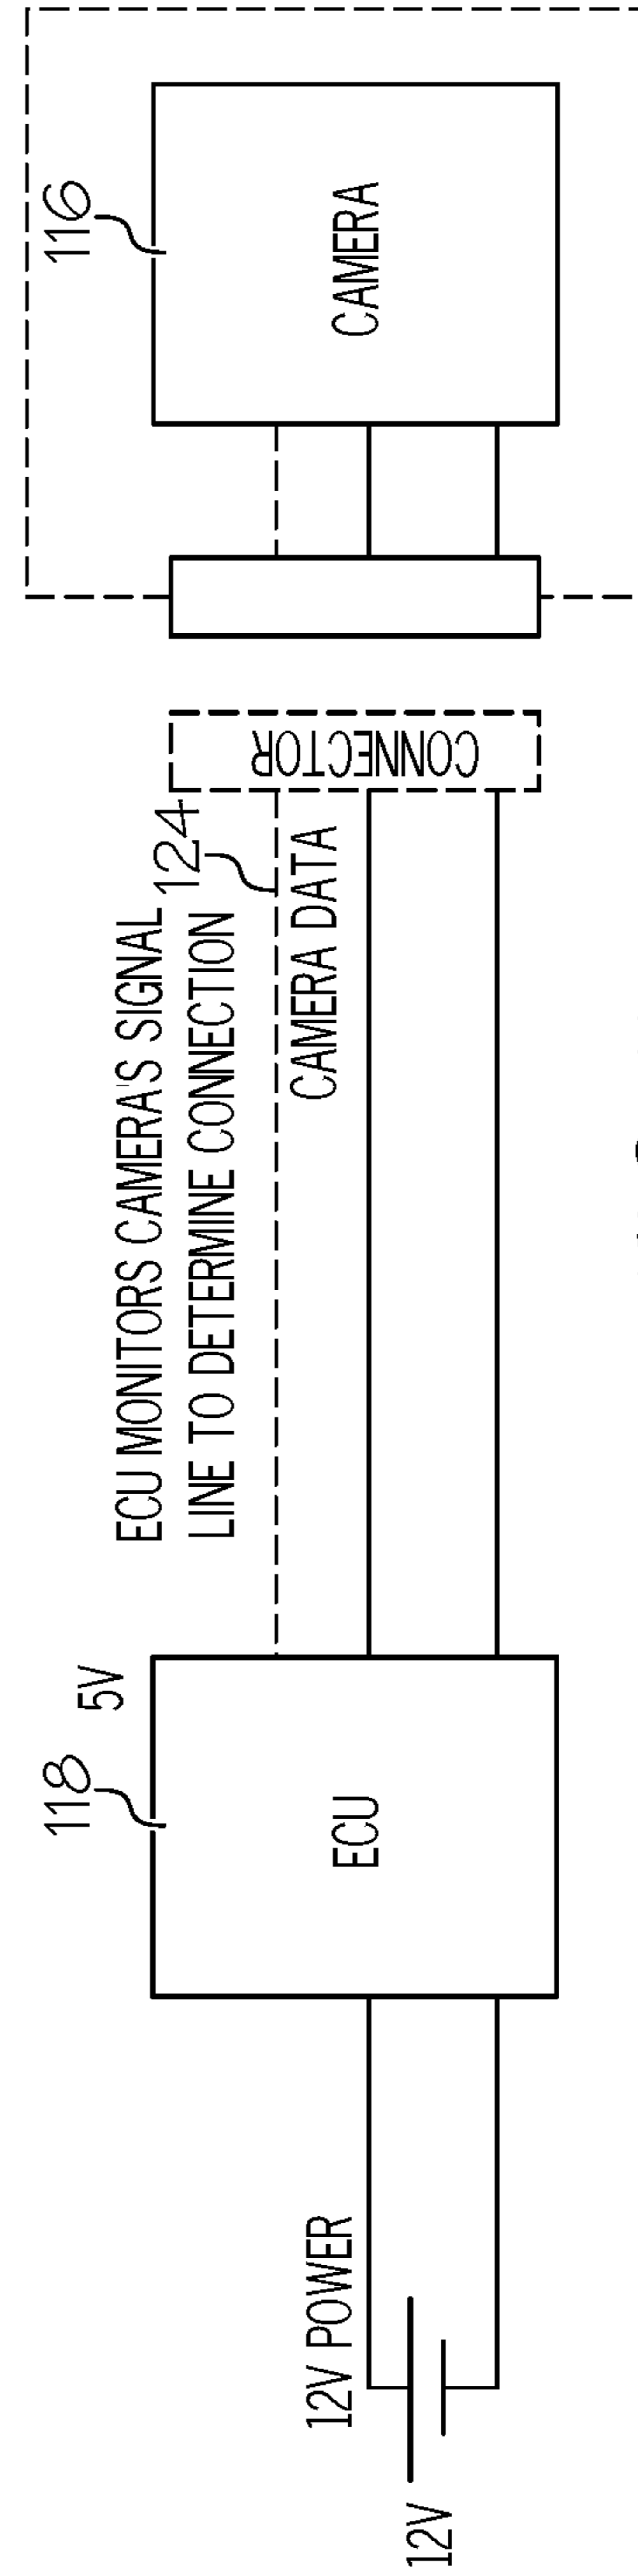 12V
12V POWER
118
5V
ECU
ECU MONITORS CAMERA'S SIGNAL
LINE TO DETERMINE CONNECTION
124
CAMERA DATA
CONNECTOR
116
CAMERA